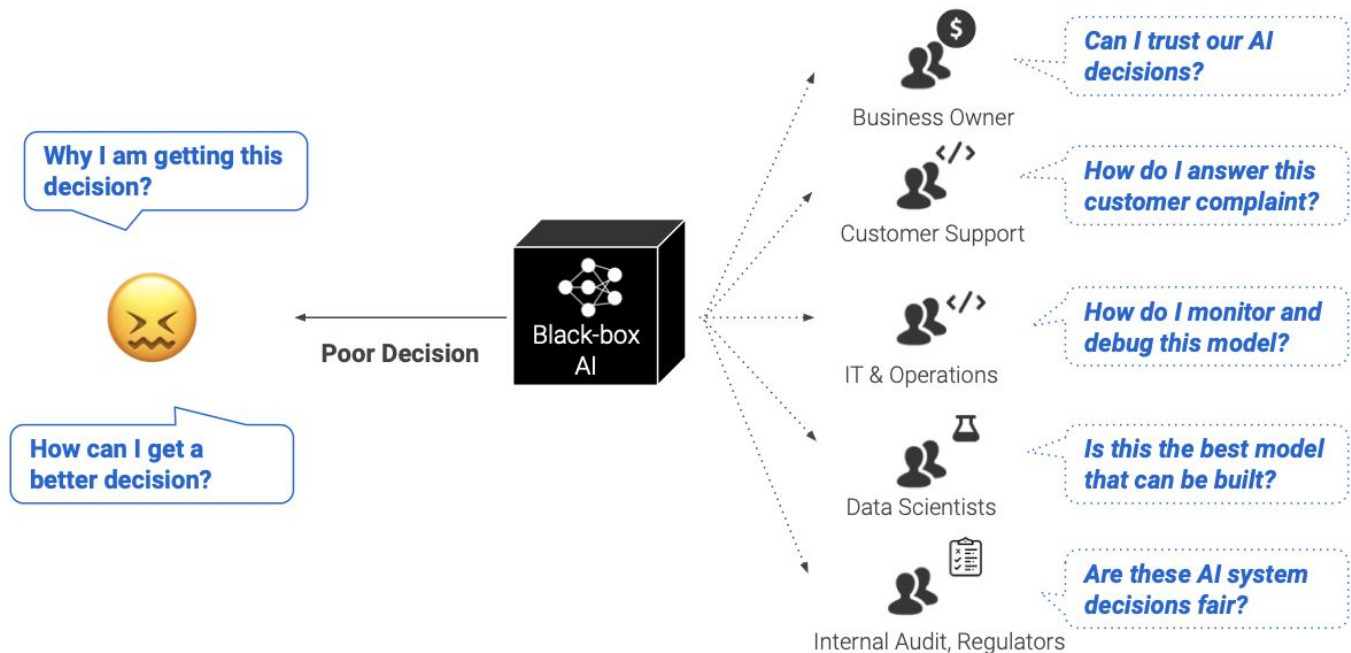 Why I am getting this
decision?
How can I get a
better decision?
Poor Decision
Black-box
AI
$
Business Owner
Can I trust our AI
decisions?
</>
Customer Support
How do I answer this
customer complaint?
</>
IT & Operations
How do I monitor and
debug this model?
Data Scientists
Is this the best model
that can be built?
Internal Audit, Regulators
Are these AI system
decisions fair?